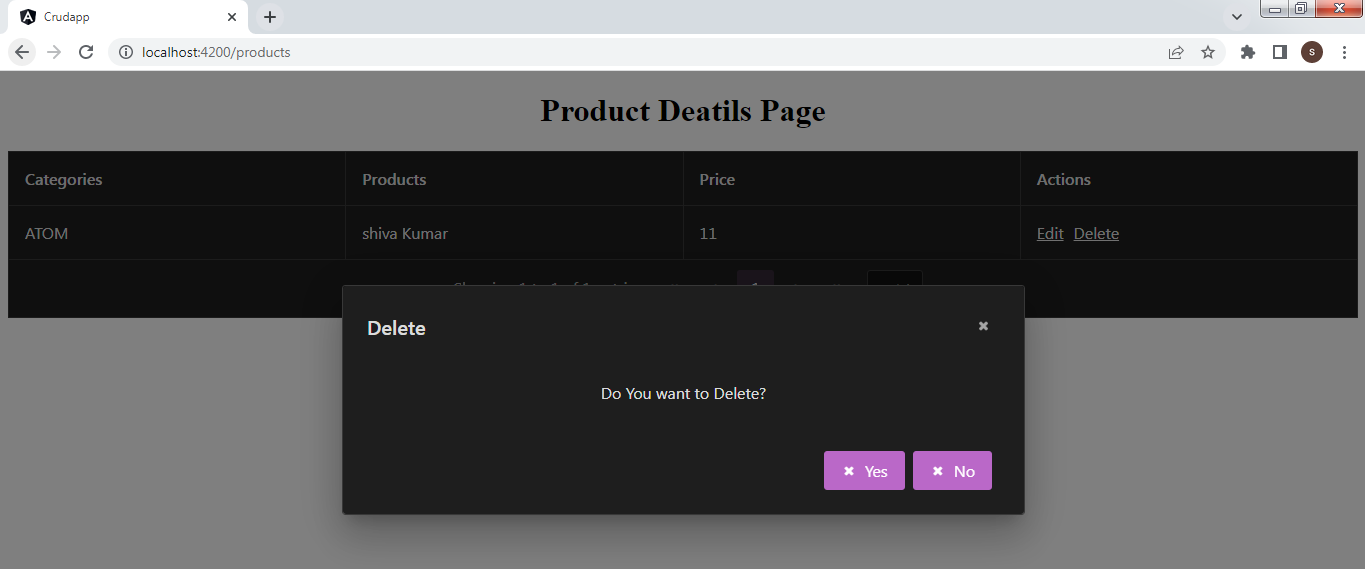 Crudapp
localhost:4200/products
S
Product Deatils Page
Categories Products Price Actions
ATOM shiva Kumar 11 Edit Delete
Delete
Do You want to Delete?
Yes No